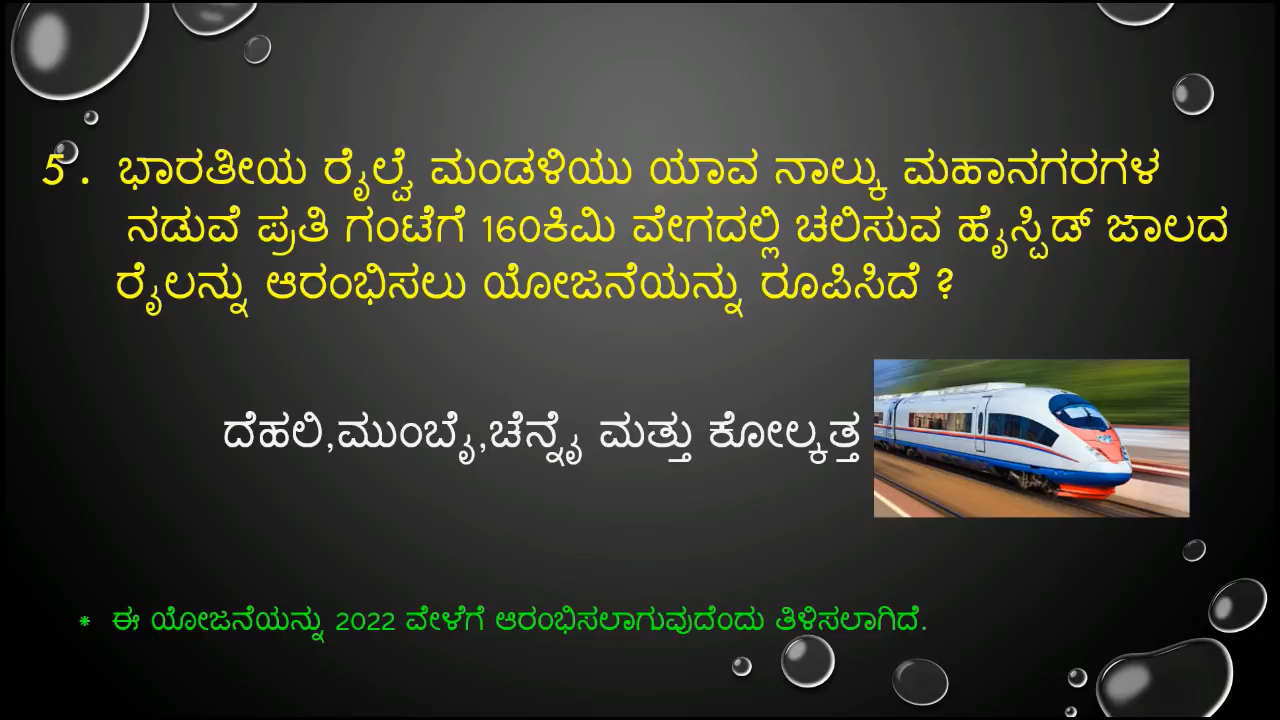 5. ಭಾರತೀಯ ರೈಲ್ವೆ ಮಂಡಳಿಯು ಯಾವ ನಾಲ್ಕು ಮಹಾನಗರಗಳ
ನಡುವೆ ಪ್ರತಿ ಗಂಟೆಗೆ 160ಕಿಮಿ ವೇಗದಲ್ಲಿ ಚಲಿಸುವ ಹೈಸ್ಪಿಡ್ ಜಾಲದ
ರೈಲನ್ನು ಆರಂಭಿಸಲು ಯೋಜನೆಯನ್ನು ರೂಪಿಸಿದೆ ?
ದೆಹಲಿ,ಮುಂಬೈ,ಚೆನ್ನೈ ಮತ್ತು ಕೋಲ್ಕತ್ತ
* ಈ ಯೋಜನೆಯನ್ನು 2022 ವೇಳೆಗೆ ಆರಂಭಿಸಲಾಗುವುದೆಂದು ತಿಳಿಸಲಾಗಿದೆ.